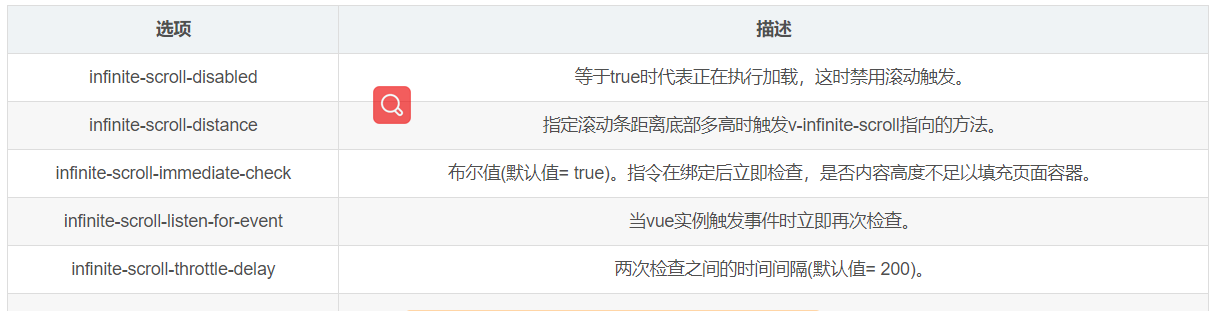 选项 描述
infinite-scroll-disabled 等于true时代表正在执行加载，这时禁用滚动触发。
infinite-scroll-distance 指定滚动条距离底部多高时触发v-infinite-scroll指向的方法。
infinite-scroll-immediate-check 布尔值(默认值= true)。指令在绑定后立即检查，是否内容高度不足以填充页面容器。
infinite-scroll-listen-for-event 当vue实例触发事件时立即再次检查。
infinite-scroll-throttle-delay 两次检查之间的时间间隔(默认值= 200)。